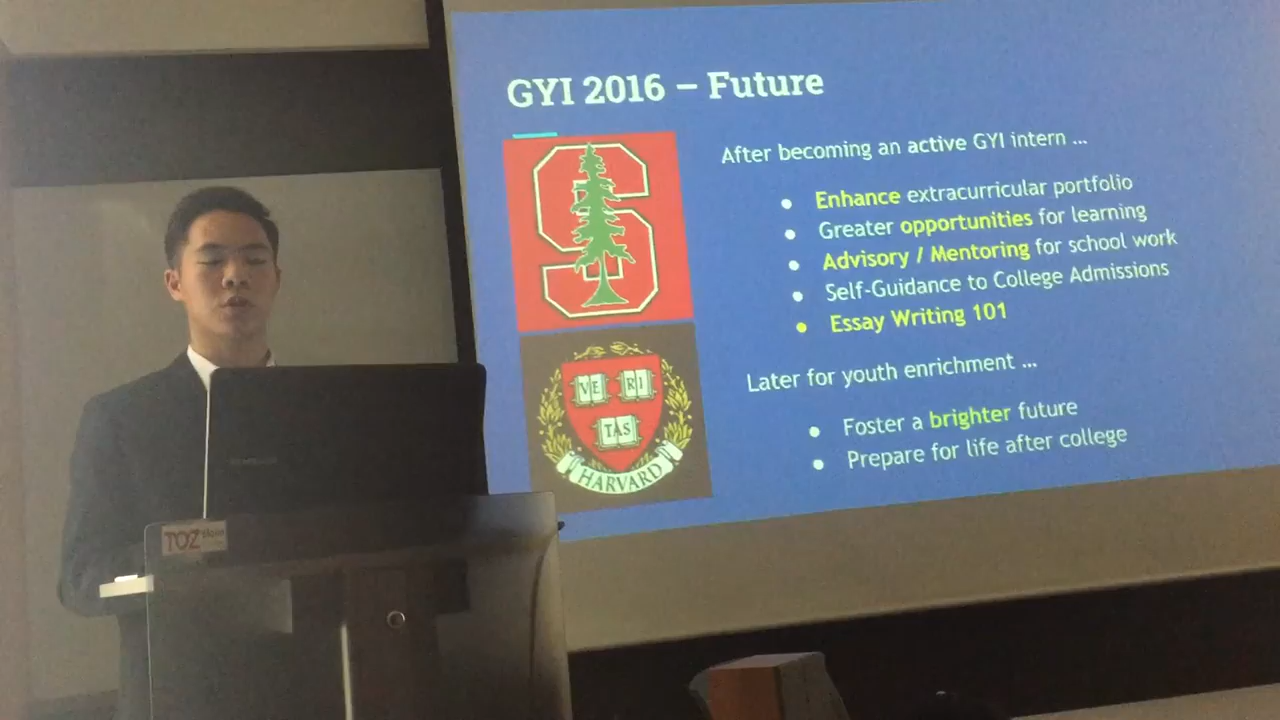 GYI 2016 – Future
After becoming an active GYI intern ...
● Enhance extracurricular portfolio
● Greater opportunities for learning
● Advisory / Mentoring for school work
● Self-Guidance to College Admissions
● Essay Writing 101
Later for youth enrichment ...
● Foster a brighter future
● Prepare for life after college
VE RI
TAS
HARVARD
TOZ